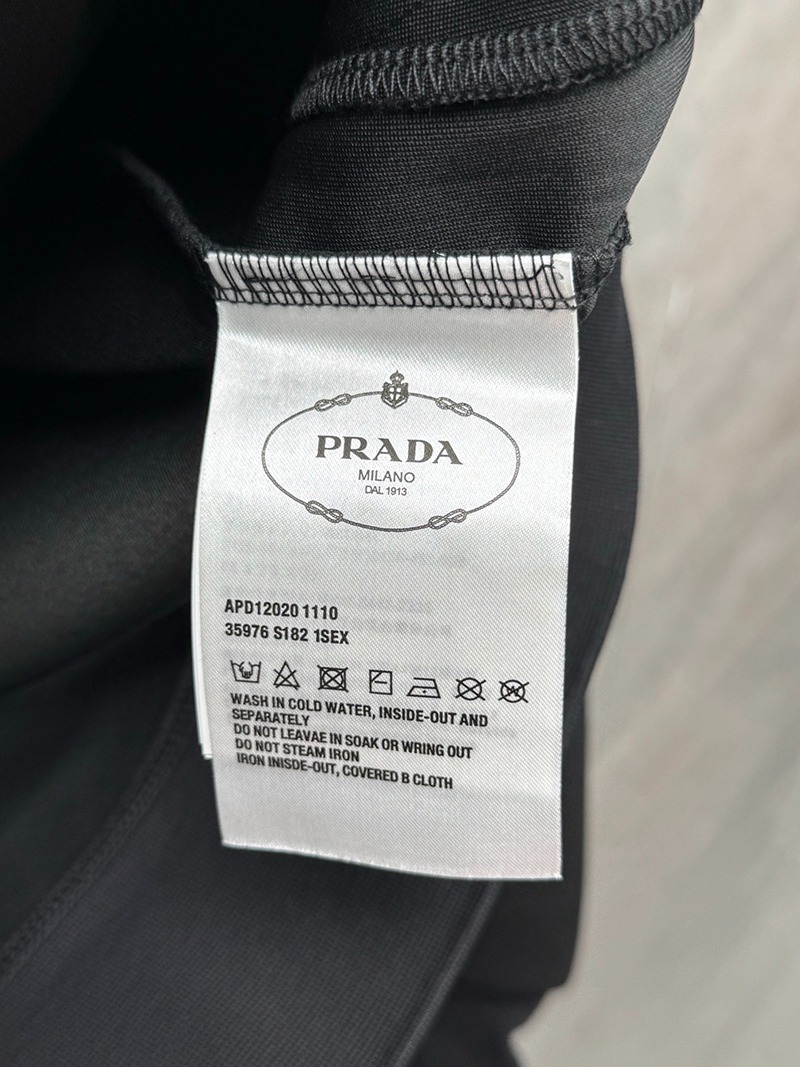 PRADA
MILANO
DAL 1913
APD12020 1110
35976 S182 1SEX
WASH IN COLD WATER, INSIDE-OUT AND
SEPARATELY
DO NOT LEAVAE IN SOAK OR WRING OUT
DO NOT STEAM IRON
IRON INISDE-OUT, COVERED B CLOTH